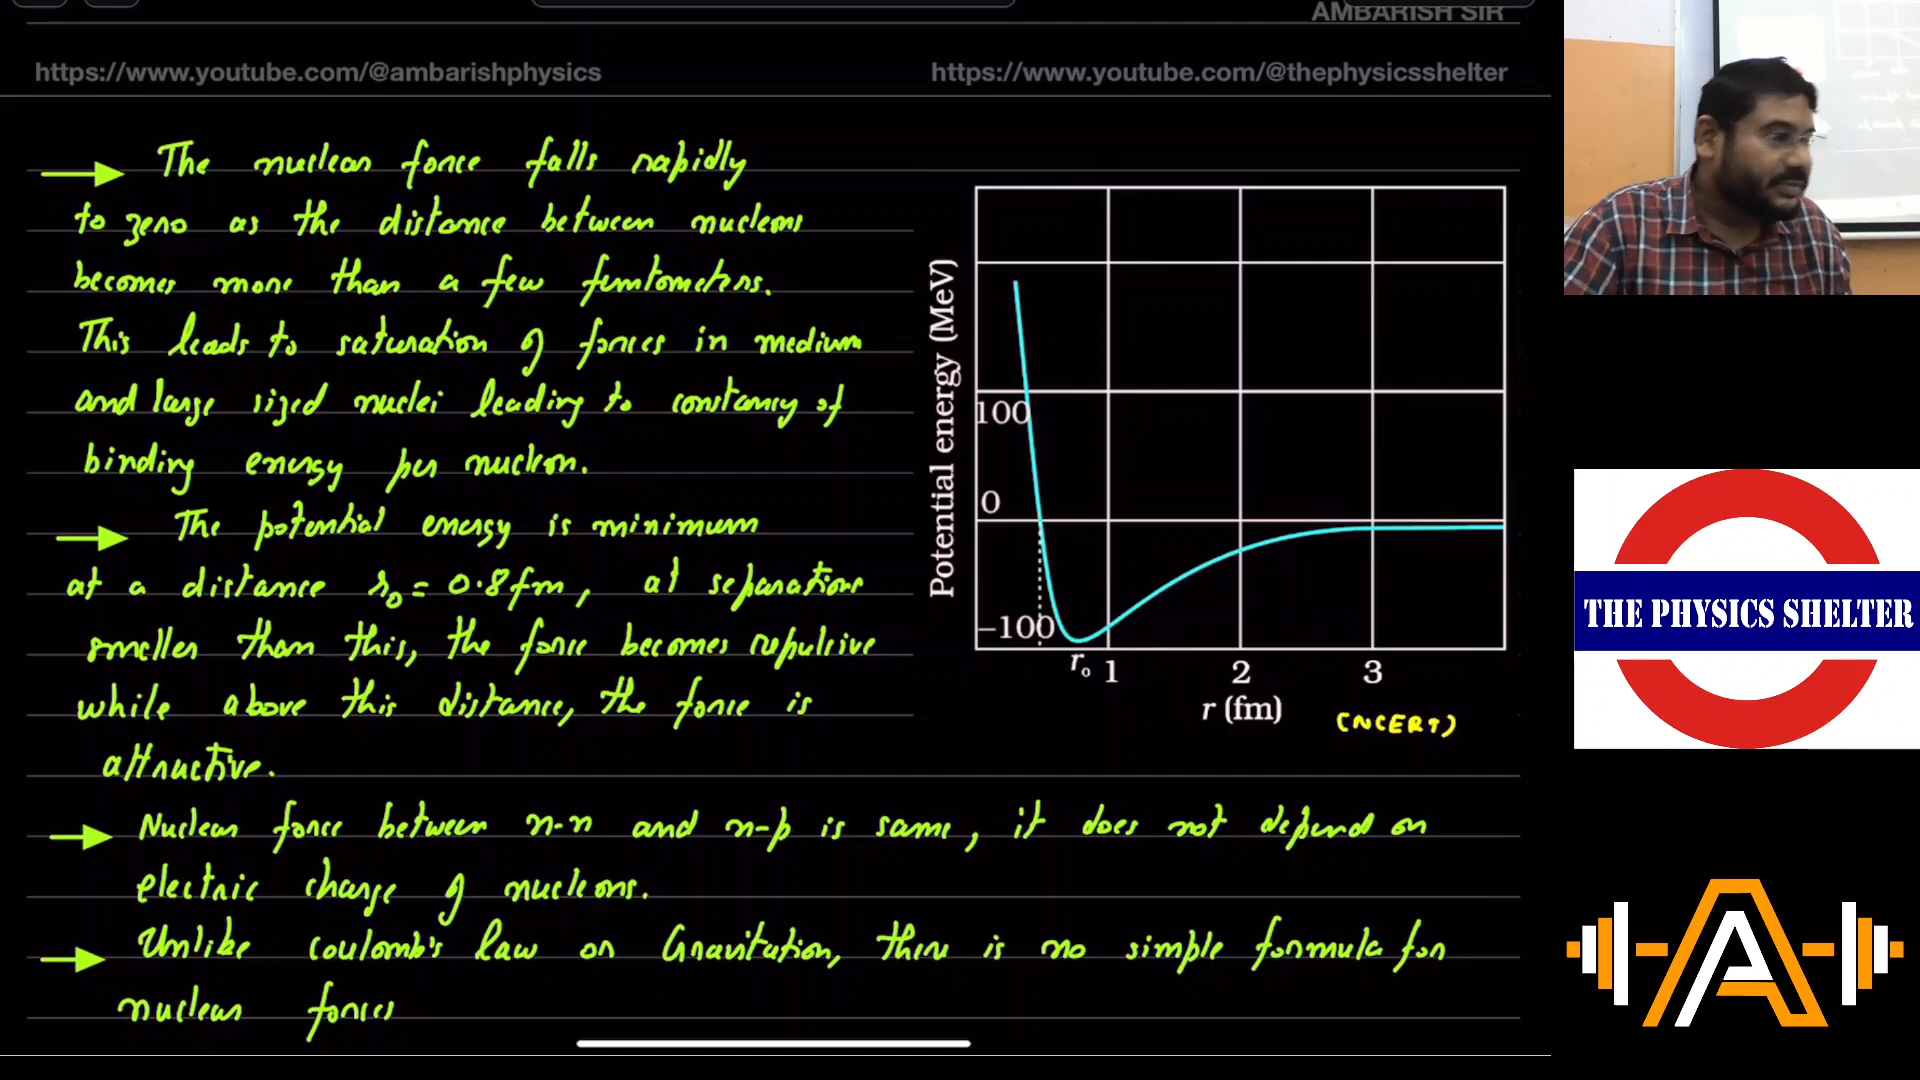 AMBARISH SIR
https://www.youtube.com/@ambarishphysics
https://www.youtube.com/@thephysicsshelter
The nuclear force falls rapidly
to zero as the distance between nucleons
becomes more than a few femtometers.
This leads to saturation of forces in medium
and large sized nuclei leading to constancy of
binding energy per nucleon.
The potential energy is minimum
at a distance r₀ = 0.8 fm, at separations
smaller than this, the force becomes repulsive
while above this distance, the force is
attractive.
Nuclear force between n-n and n-p is same, it does not depend on
electric charge of nucleons.
Unlike Coulomb's law or Gravitation, there is no simple formula for
nuclear forces
Potential energy (MeV)
100
0
–100
r₀ 1 2 3
r (fm)
(NCERT)
THE PHYSICS SHELTER
A